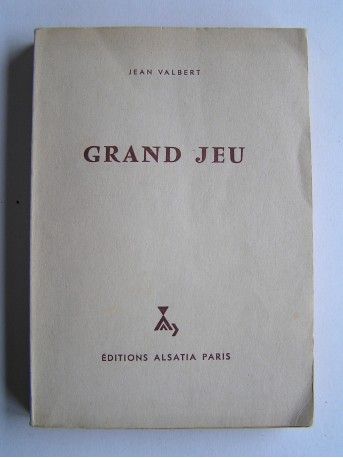 JEAN VALBERT
GRAND JEU
ÉDITIONS ALSATIA PARIS